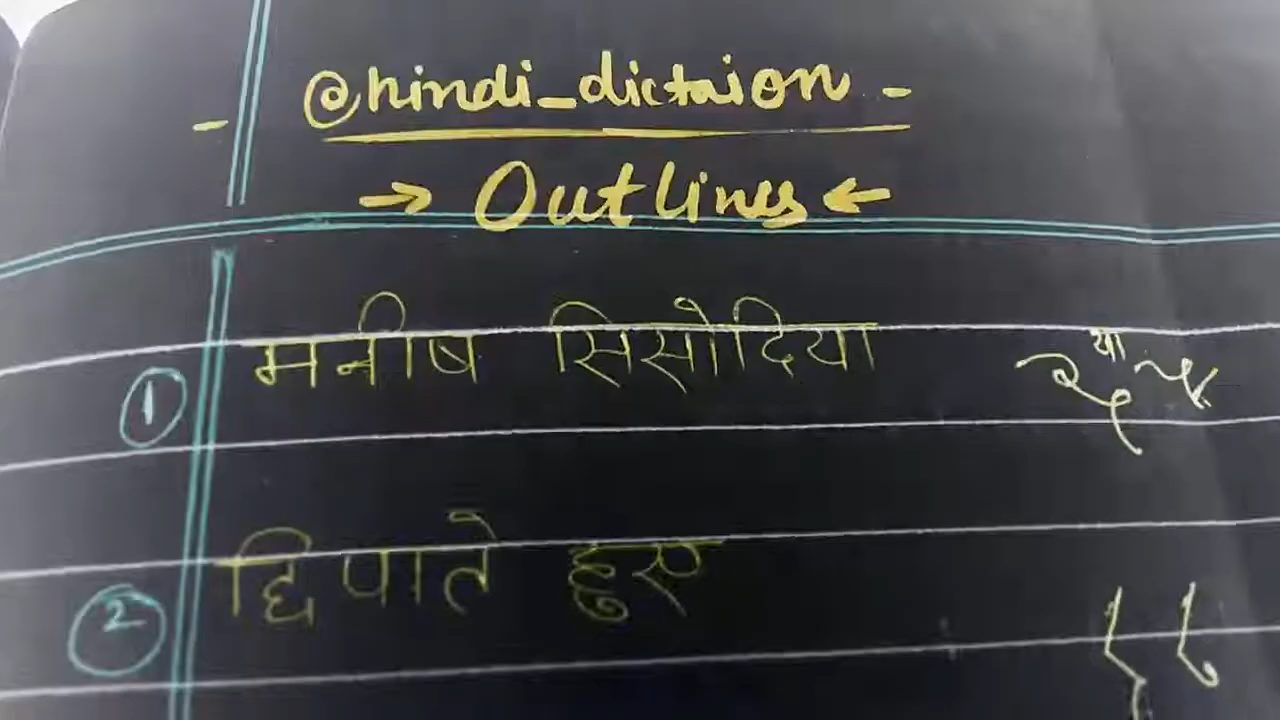 - @hindi_dictaion -
→ Outlines ←
1 मनीष सिसोदिया या
2 छिपाते हुए